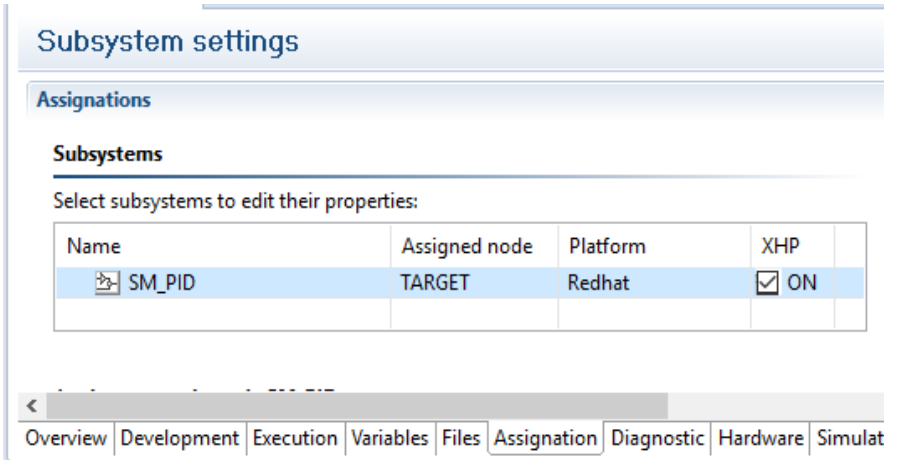 Subsystem settings
Assignations
Subsystems
Select subsystems to edit their properties:
Name Assigned node Platform XHP
SM_PID TARGET Redhat ON
Overview Development Execution Variables Files Assignation Diagnostic Hardware Simulat